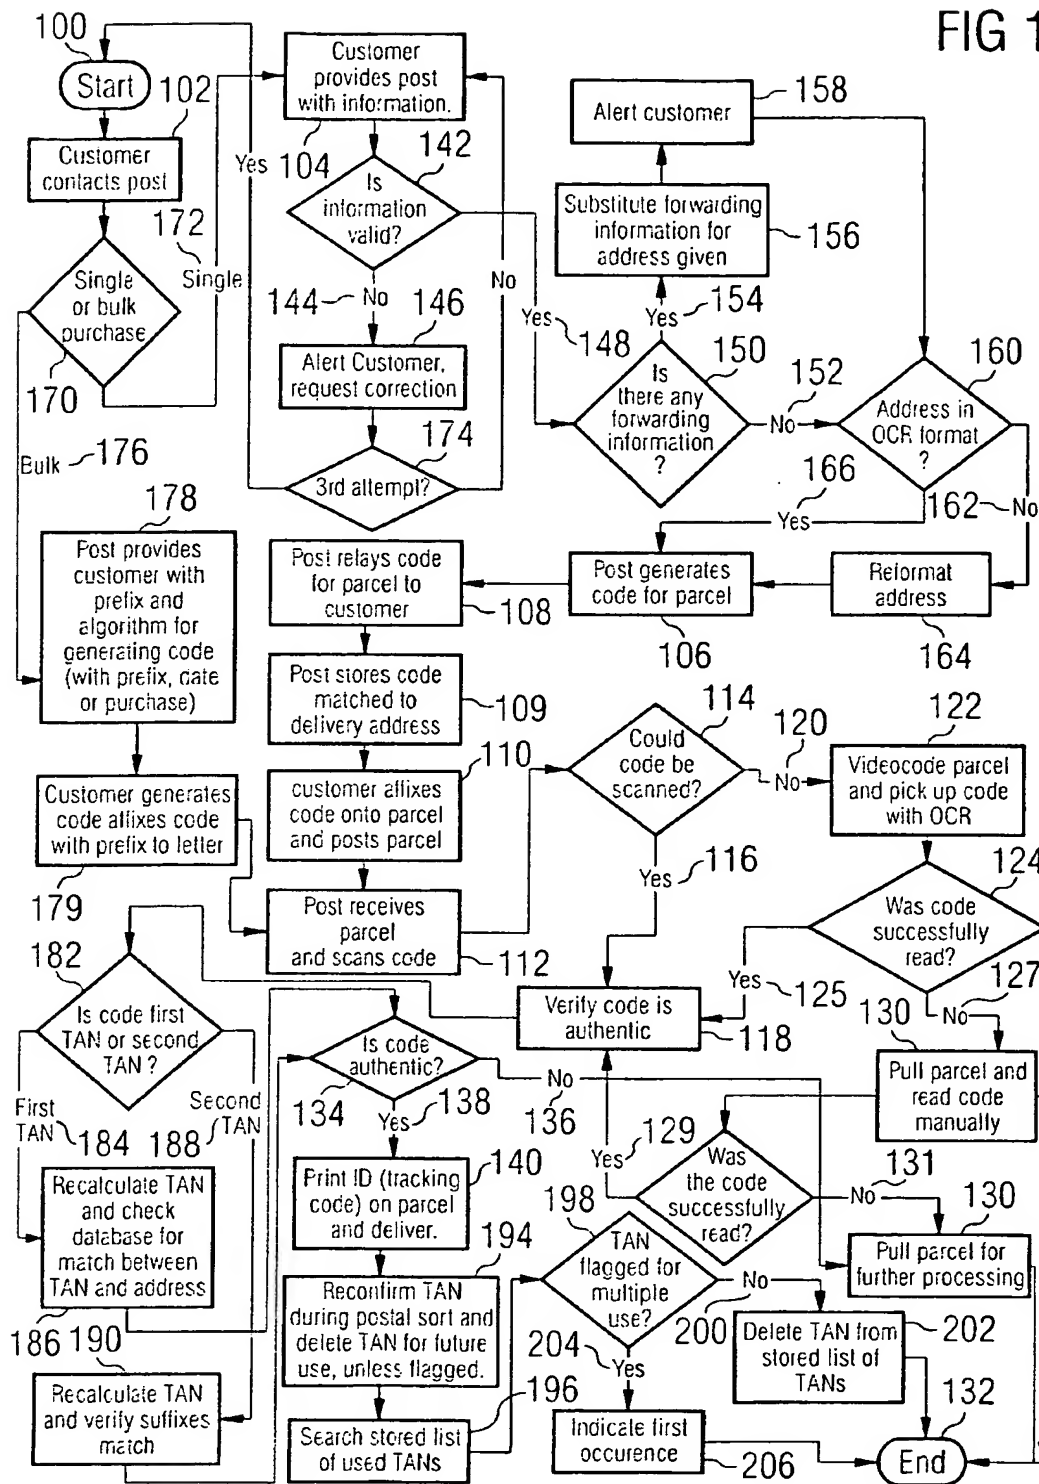 FIG 1
100
Start
102
Customer
contacts post
172
Single
Single
or bulk
purchase
170
Bulk
176
Customer
provides post
with information.
104
Yes
142
Is
information
valid?
144
No
146
Alert Customer,
request correction
174
3rd attempt?
No
Yes
148
158
Alert customer
Substitute forwarding
information for
address given
156
154
Yes
150
Is
there any
forwarding
information
?
152
No
160
Address in
OCR format
?
166
Yes
162
No
178
Post provides
customer with
prefix and
algorithm for
generating code
(with prefix, date
or purchase)
Post relays code
for parcel to
customer
108
Post generates
code for parcel
106
Reformat
address
164
Post stores code
matched to
delivery address
109
110
customer affixes
code onto parcel
and posts parcel
Customer generates
code affixes code
with prefix to letter
179
Post receives
parcel
and scans code
112
114
Could
code be
scanned?
120
No
122
Videocode parcel
and pick up code
with OCR
116
Yes
124
Was code
successfully
read?
Yes
125
127
No
182
Is code first
TAN or second
TAN ?
First
TAN
184
188
Second
TAN
Verify code is
authentic
118
Is code
authentic?
134
138
Yes
No
136
130
Pull parcel and
read code
manually
129
Yes
Was
the code
successfully
read?
131
No
130
Pull parcel for
further processing
140
Print ID (tracking
code) on parcel
and deliver.
Recalculate TAN
and check
database for
match between
TAN and address
186
190
Recalculate TAN
and verify suffixes
match
194
Reconfirm TAN
during postal sort and
delete TAN for future
use, unless flagged.
196
Search stored list
of used TANs
198
TAN
flagged for
multiple
use?
No
200
202
Delete TAN from
stored list of
TANs
204
Yes
Indicate first
occurence
206
132
End